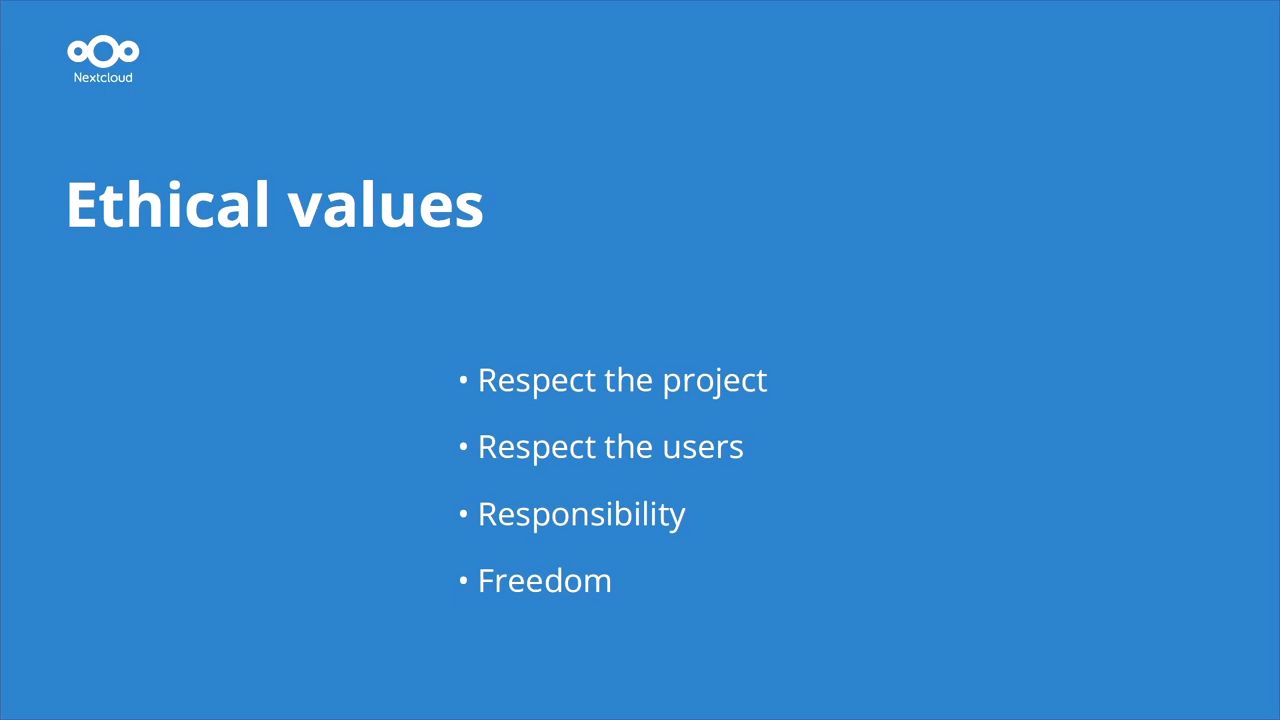 Nextcloud
Ethical values
• Respect the project
• Respect the users
• Responsibility
• Freedom